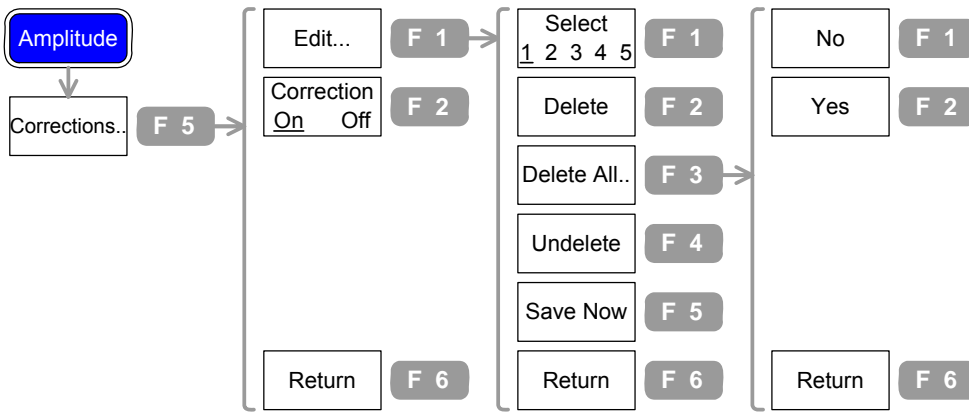 Amplitude
Corrections..
F 5
Edit...
F 1
Correction
On Off
F 2
Return
F 6
Select
1 2 3 4 5
F 1
Delete
F 2
Delete All..
F 3
Undelete
F 4
Save Now
F 5
Return
F 6
No
F 1
Yes
F 2
Return
F 6